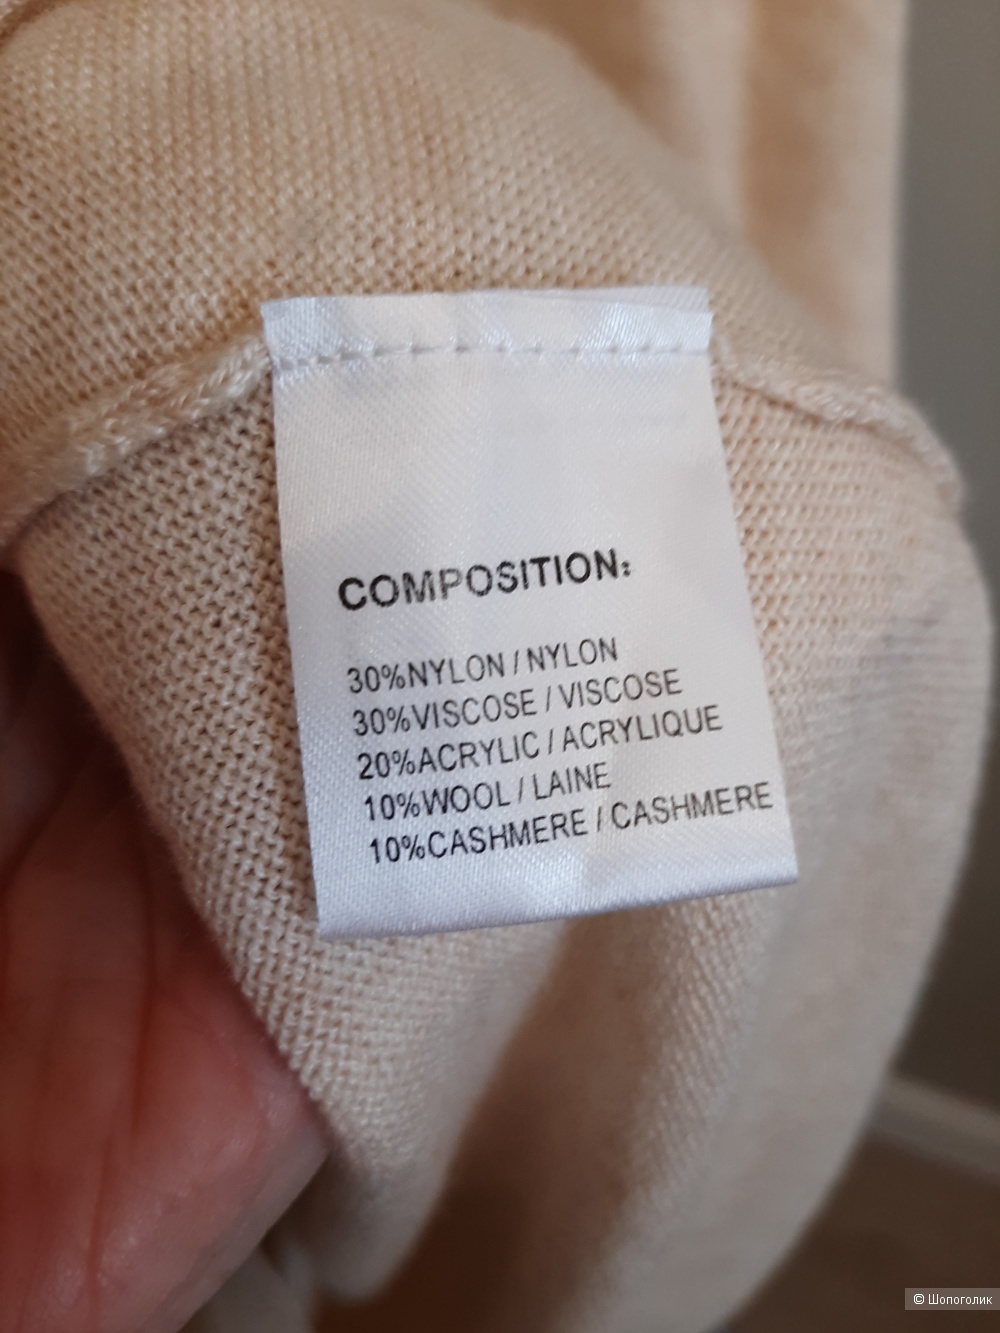 COMPOSITION:
30%NYLON / NYLON
30%VISCOSE / VISCOSE
20%ACRYLIC / ACRYLIQUE
10%WOOL / LAINE
10%CASHMERE / CASHMERE
© Шопоголик